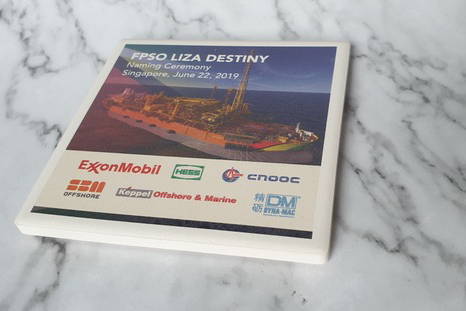 FPSO LIZA DESTINY
Naming Ceremony
Singapore, June 22, 2019
ExxonMobil
HESS
CNOOC
SBM
OFFSHORE
Keppel Offshore & Marine
精砺
DM
DYNA-MAC